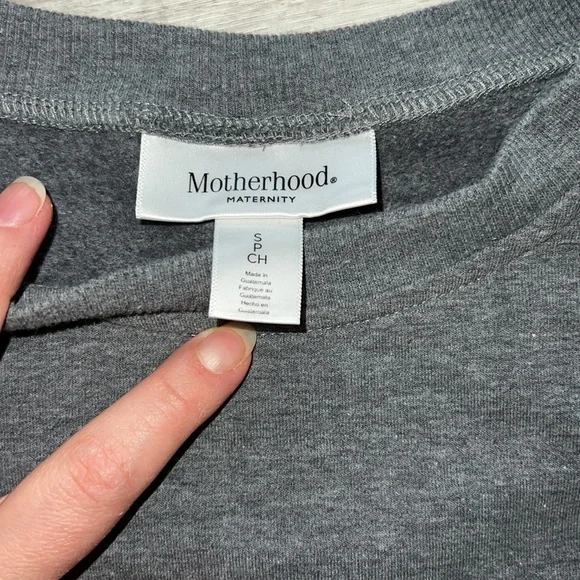 Motherhood®
MATERNITY
S
P
CH
Made in
Guatemala
Fabriqué au
Guatemala
Hecho en
Guatemala